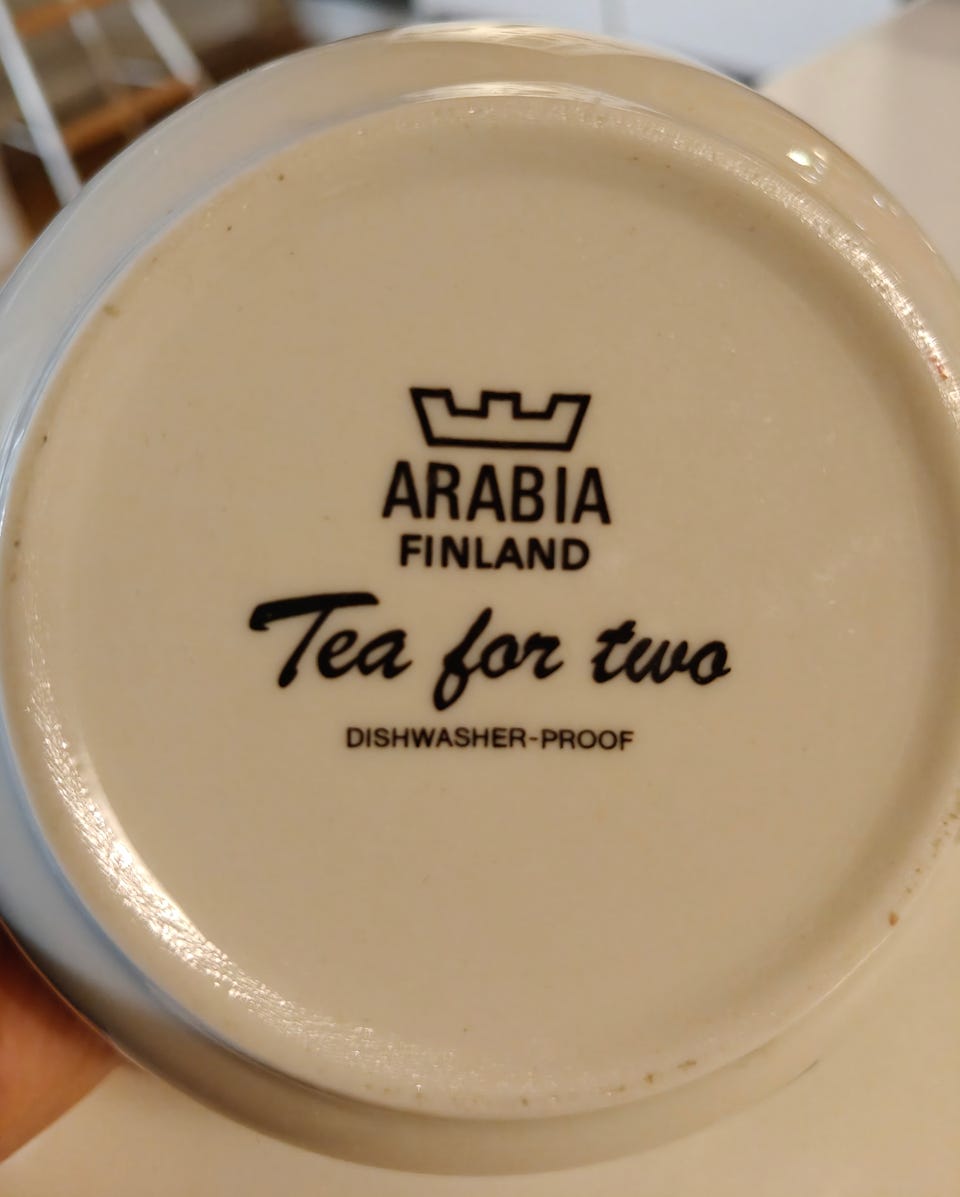 ARABIA
FINLAND
Tea for two
DISHWASHER-PROOF